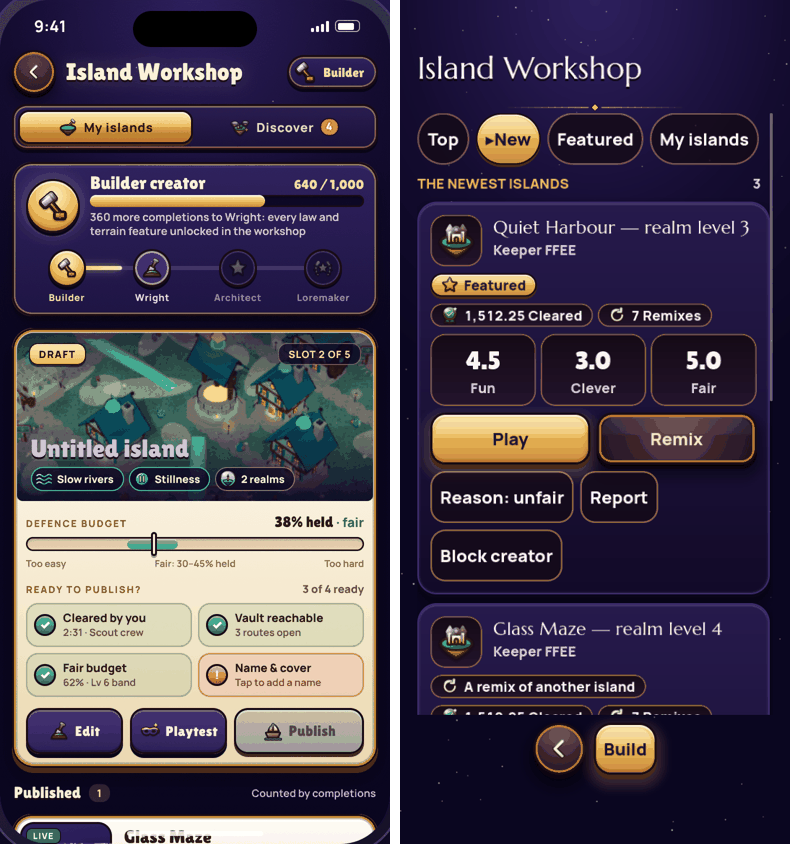 9:41
Island Workshop
Builder
My islands
Discover 4
Builder creator
640 / 1,000
360 more completions to Wright: every law and
terrain feature unlocked in the workshop
Builder
Wright
Architect
Loremaker
DRAFT
SLOT 2 OF 5
Untitled island
Slow rivers
Stillness
2 realms
DEFENCE BUDGET
38% held · fair
Too easy
Fair: 30–45% held
Too hard
READY TO PUBLISH?
3 of 4 ready
Cleared by you
2:31 · Scout crew
Vault reachable
3 routes open
Fair budget
62% · Lv 6 band
Name & cover
Tap to add a name
Edit
Playtest
Publish
Published 1
Counted by completions
LIVE
Glass Maze
Island Workshop
Top
▸New
Featured
My islands
THE NEWEST ISLANDS
3
Quiet Harbour — realm level 3
Keeper FFEE
Featured
1,512.25 Cleared
7 Remixes
4.5
Fun
3.0
Clever
5.0
Fair
Play
Remix
Reason: unfair
Report
Block creator
Glass Maze — realm level 4
Keeper FFEE
A remix of another island
1,512.25 Cleared
7 Remixes
Build